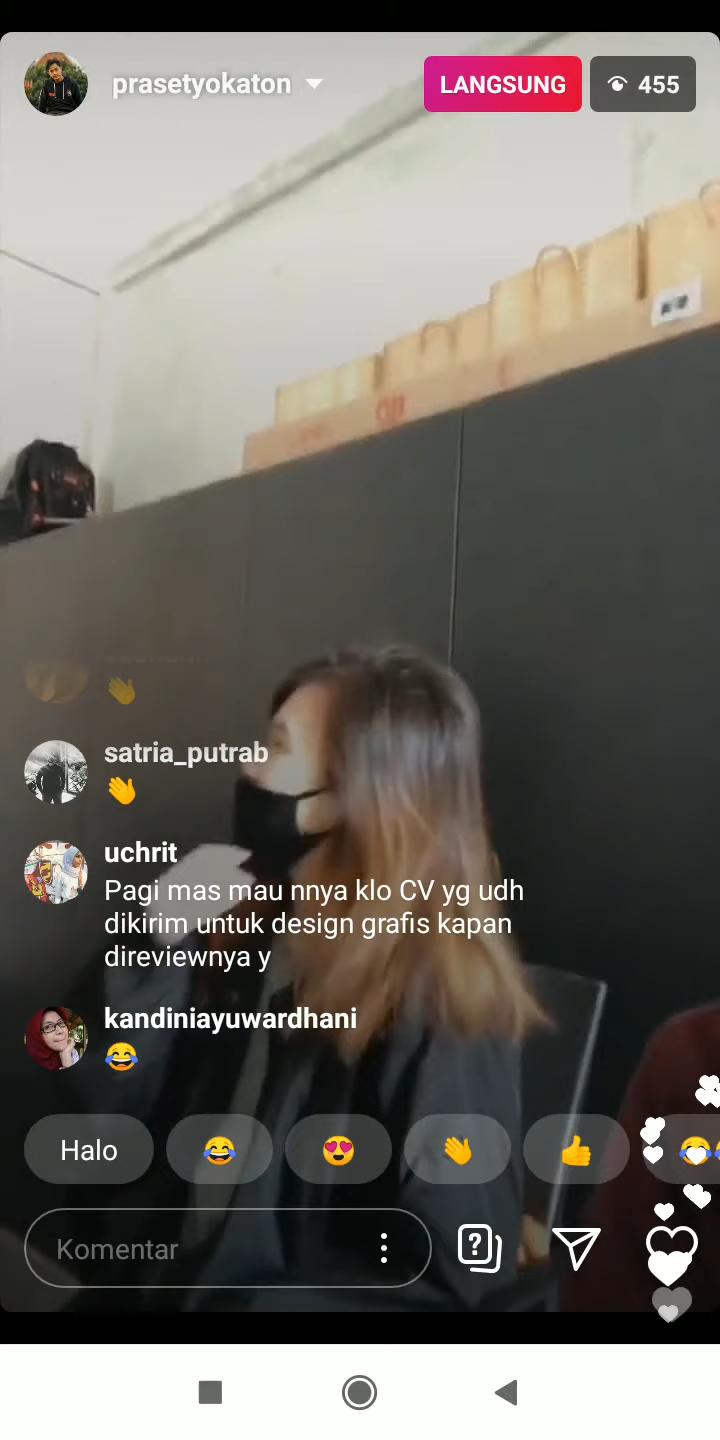 prasetyokaton
LANGSUNG
455
👋
satria_putrab
👋
uchrit
Pagi mas mau nnya klo CV yg udh
dikirim untuk design grafis kapan
direviewnya y
kandiniayuwardhani
😂
Halo 😂 😍 👋 👍 😂
Komentar
?